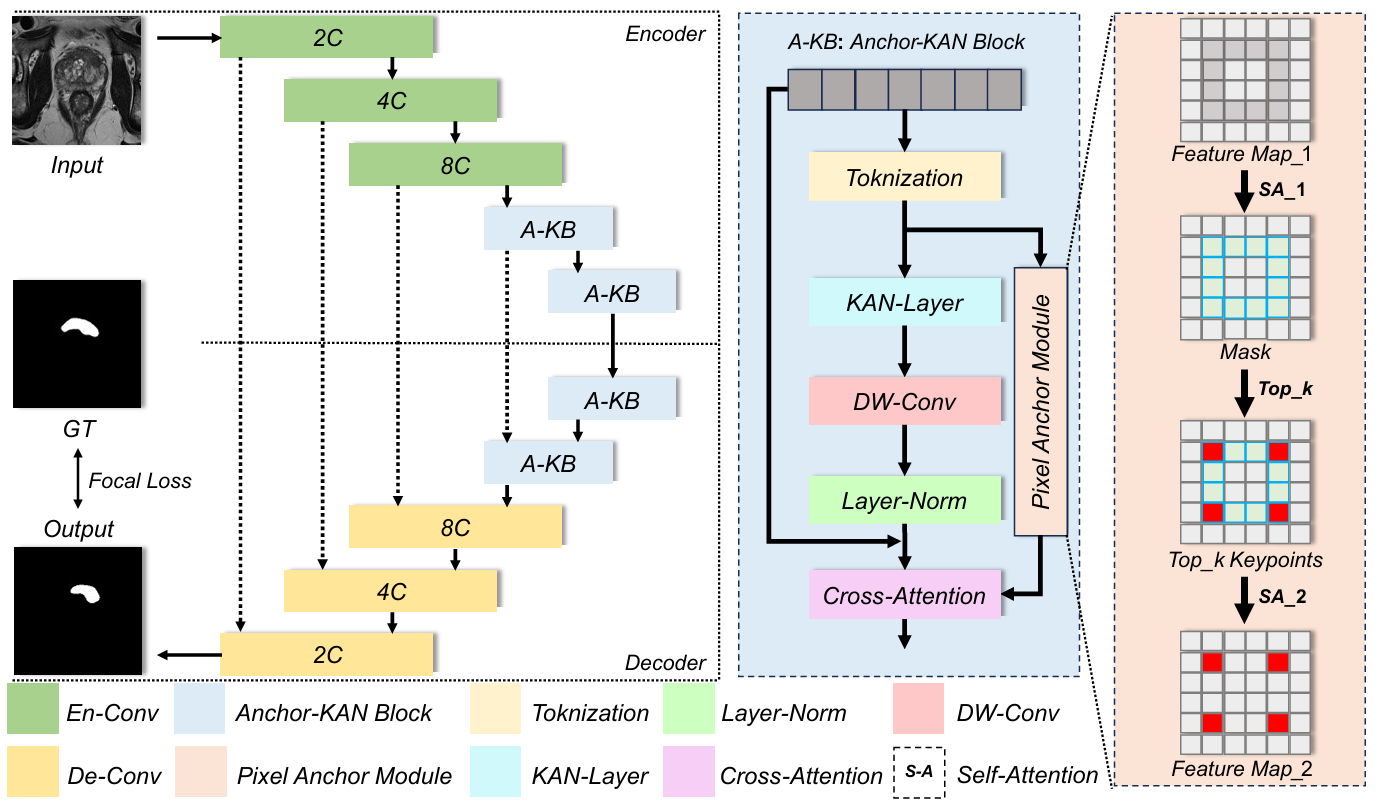 Input
2C
Encoder
4C
8C
A-KB
A-KB
GT
Focal Loss
Output
A-KB
A-KB
8C
4C
2C
Decoder
A-KB: Anchor-KAN Block
Toknization
KAN-Layer
DW-Conv
Layer-Norm
Cross-Attention
Pixel Anchor Module
Feature Map_1
SA_1
Mask
Top_k
Top_k Keypoints
SA_2
Feature Map_2
En-Conv
Anchor-KAN Block
Toknization
Layer-Norm
DW-Conv
De-Conv
Pixel Anchor Module
KAN-Layer
Cross-Attention
S-A
Self-Attention